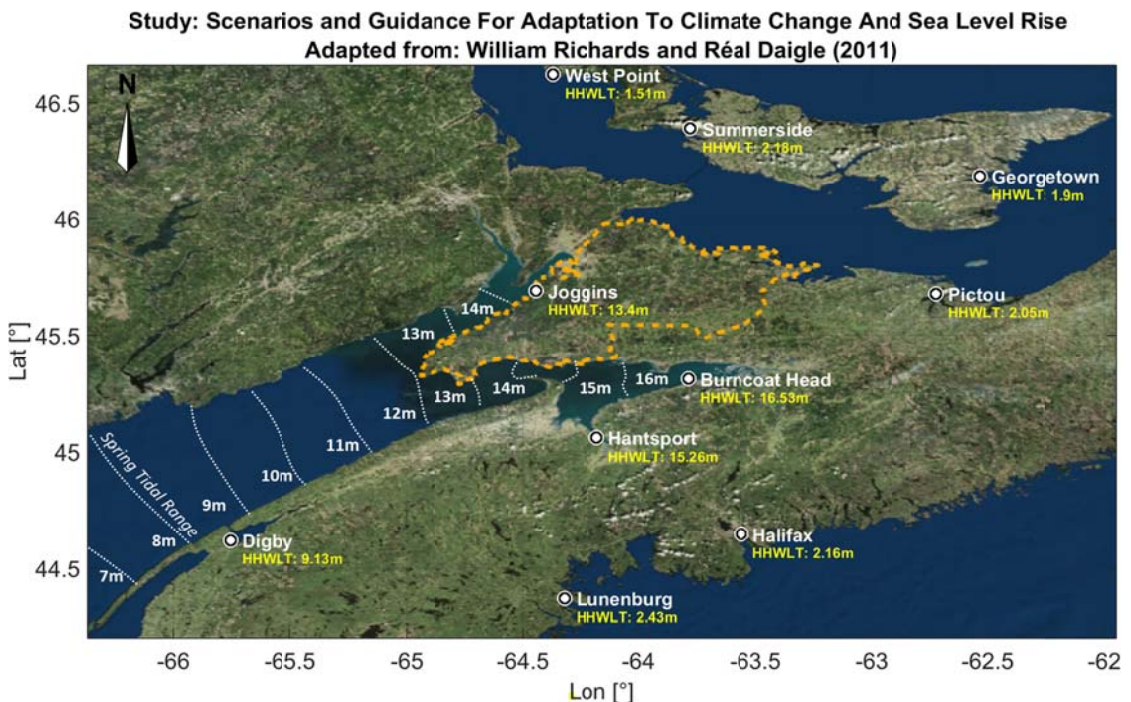 Study: Scenarios and Guidance For Adaptation To Climate Change And Sea Level Rise
Adapted from: William Richards and Réal Daigle (2011)
N
West Point
HHWLT: 1.51m
Summerside
HHWLT: 2.18m
Georgetown
HHWLT: 1.9m
Joggins
HHWLT: 13.4m
Pictou
HHWLT: 2.05m
14m
13m
12m
13m
14m
15m
16m
Burncoat Head
HHWLT: 16.53m
Hantsport
HHWLT: 15.26m
11m
10m
9m
Spring Tidal Range
8m
7m
Digby
HHWLT: 9.13m
Halifax
HHWLT: 2.16m
Lunenburg
HHWLT: 2.43m
46.5
46
45.5
45
44.5
Lat [°]
-66
-65.5
-65
-64.5
-64
-63.5
-63
-62.5
-62
Lon [°]